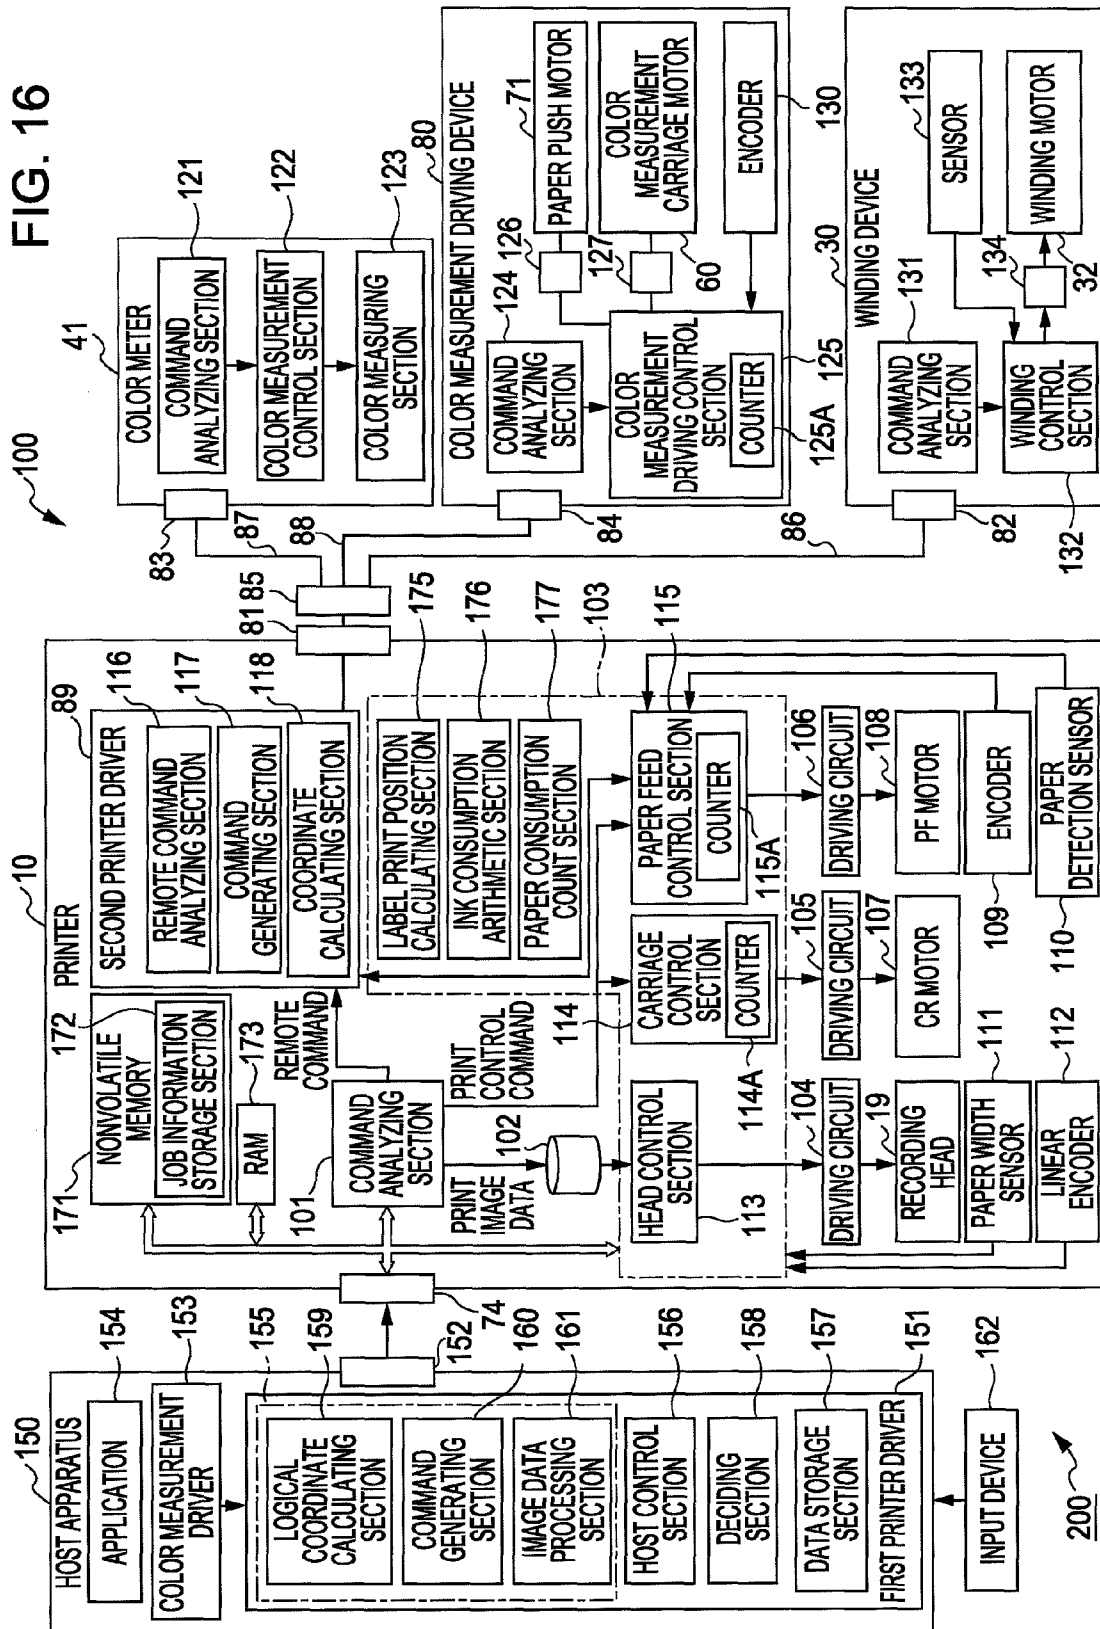 FIG. 16
100
200
150
HOST APPARATUS
154
APPLICATION
153
COLOR MEASUREMENT
DRIVER
155
159
LOGICAL
COORDINATE
CALCULATING
SECTION
160
COMMAND
GENERATING
SECTION
161
IMAGE DATA
PROCESSING
SECTION
156
HOST CONTROL
SECTION
158
DECIDING
SECTION
157
DATA STORAGE
SECTION
151
FIRST PRINTER DRIVER
162
INPUT DEVICE
152
74
10
PRINTER
171
NONVOLATILE
MEMORY
172
JOB INFORMATION
STORAGE SECTION
173
RAM
101
COMMAND
ANALYZING
SECTION
REMOTE
COMMAND
PRINT
IMAGE
DATA
102
PRINT
CONTROL
COMMAND
89
SECOND PRINTER DRIVER
116
REMOTE COMMAND
ANALYZING SECTION
117
COMMAND
GENERATING SECTION
118
COORDINATE
CALCULATING SECTION
81
85
175
LABEL PRINT POSITION
CALCULATING SECTION
176
INK CONSUMPTION
ARITHMETIC SECTION
177
PAPER CONSUMPTION
COUNT SECTION
103
HEAD CONTROL
SECTION
113
114
CARRIAGE
CONTROL
SECTION
COUNTER
114A
115
PAPER FEED
CONTROL SECTION
COUNTER
115A
104
DRIVING CIRCUIT
19
RECORDING
HEAD
111
PAPER WIDTH
SENSOR
112
LINEAR
ENCODER
105
DRIVING CIRCUIT
107
CR MOTOR
106
DRIVING CIRCUIT
108
PF MOTOR
109
ENCODER
110
PAPER
DETECTION SENSOR
87
88
86
83
41
COLOR METER
121
COMMAND
ANALYZING SECTION
122
COLOR MEASUREMENT
CONTROL SECTION
123
COLOR MEASURING
SECTION
84
80
COLOR MEASUREMENT DRIVING DEVICE
124
COMMAND
ANALYZING
SECTION
126
71
PAPER PUSH MOTOR
127
COLOR
MEASUREMENT
CARRIAGE MOTOR
60
COLOR
MEASUREMENT
DRIVING CONTROL
SECTION
COUNTER
125
125A
ENCODER
130
82
30
WINDING DEVICE
131
COMMAND
ANALYZING
SECTION
133
SENSOR
134
WINDING
CONTROL
SECTION
132
WINDING MOTOR
32